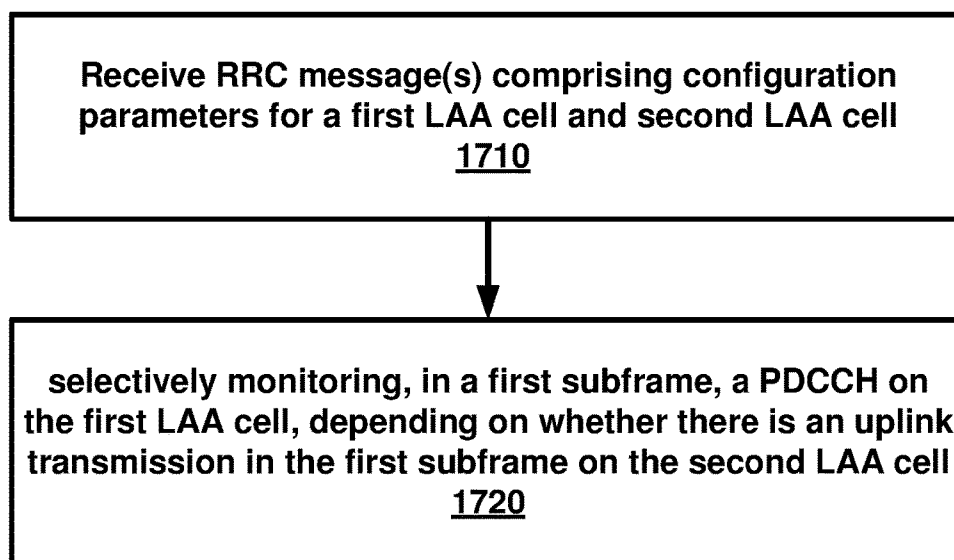 Receive RRC message(s) comprising configuration
parameters for a first LAA cell and second LAA cell
1710
selectively monitoring, in a first subframe, a PDCCH on
the first LAA cell, depending on whether there is an uplink
transmission in the first subframe on the second LAA cell
1720